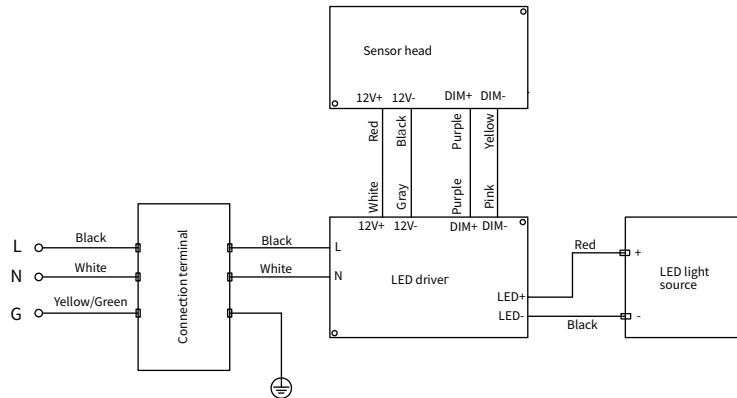 Sensor head
12V+ 12V- DIM+ DIM-
Red Black Purple Yellow
White Gray Purple Pink
12V+ 12V- DIM+ DIM-
L Black Black L
N White White N
G Yellow/Green
Connection terminal
LED driver
LED+
LED-
Red
Black
+
LED light
source
-